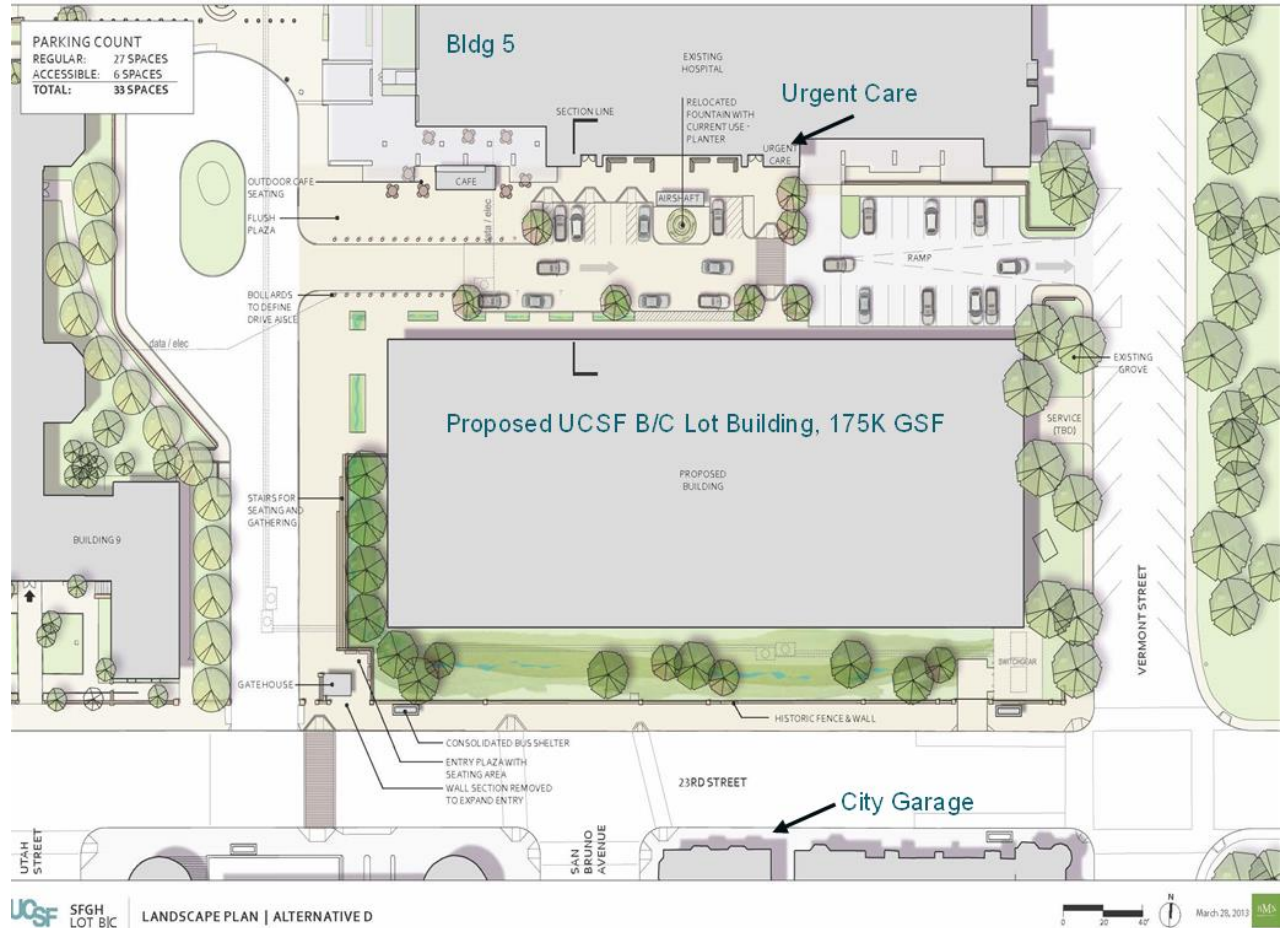 PARKING COUNT
REGULAR: 27 SPACES
ACCESSIBLE: 6 SPACES
TOTAL: 33 SPACES
Bldg 5
EXISTING
HOSPITAL
Urgent Care
SECTION LINE
RELOCATED
FOUNTAIN WITH
CURRENT USE -
PLANTER
URGENT
CARE
OUTDOOR CAFE
SEATING
CAFE
AIRSHAFT
FLUSH
PLAZA
data / elec
RAMP
BOLLARDS
TO DEFINE
DRIVE AISLE
data / elec
EXISTING
GROVE
Proposed UCSF B/C Lot Building, 175K GSF
SERVICE
(TBD)
PROPOSED
BUILDING
STAIRS FOR
SEATING AND
GATHERING
BUILDING 9
VERMONT STREET
SWITCHGEAR
GATEHOUSE
HISTORIC FENCE & WALL
CONSOLIDATED BUS SHELTER
ENTRY PLAZA WITH
SEATING AREA
WALL SECTION REMOVED
TO EXPAND ENTRY
23RD STREET
City Garage
UTAH
STREET
SAN
BRUNO
AVENUE
UCSF
SFGH
LOT B|C
LANDSCAPE PLAN | ALTERNATIVE D
0 20 40'
N
March 28, 2013